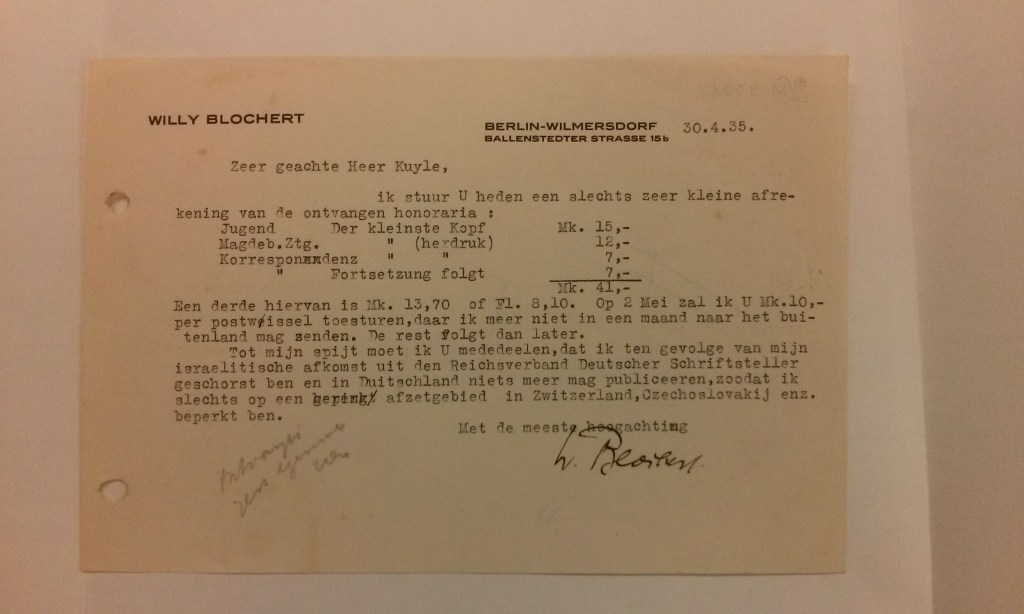 WILLY BLOCHERT
BERLIN-WILMERSDORF 30.4.35.
BALLENSTEDTER STRASSE 15b
Zeer geachte Heer Kuyle,
ik stuur U heden een slechts zeer kleine afre-
kening van de ontvangen honoraria :
Jugend Der kleinste Kopf Mk. 15,-
Magdeb.Ztg. " (herdruk) 12,-
Korrespondenz " " 7,-
" Fortsetzung folgt 7,-
Mk. 41,-
Een derde hiervan is Mk. 13,70 of Fl. 8,10. Op 2 Mei zal ik U Mk.10,-
per postwissel toesturen,daar ik meer niet in een maand naar het bui-
tenland mag zenden. De rest folgt dan later.
Tot mijn spijt moet ik U mededeelen,dat ik ten gevolge van mijn
israelitische afkomst uit den Reichsverband Deutscher Schriftsteller
geschorst ben en in Duitschland niets meer mag publiceeren,zoodat ik
slechts op een afzetgebied in Zwitzerland,Czechoslovakij enz.
beperkt ben.
Met de meeste hoogachting
W. Blochert.